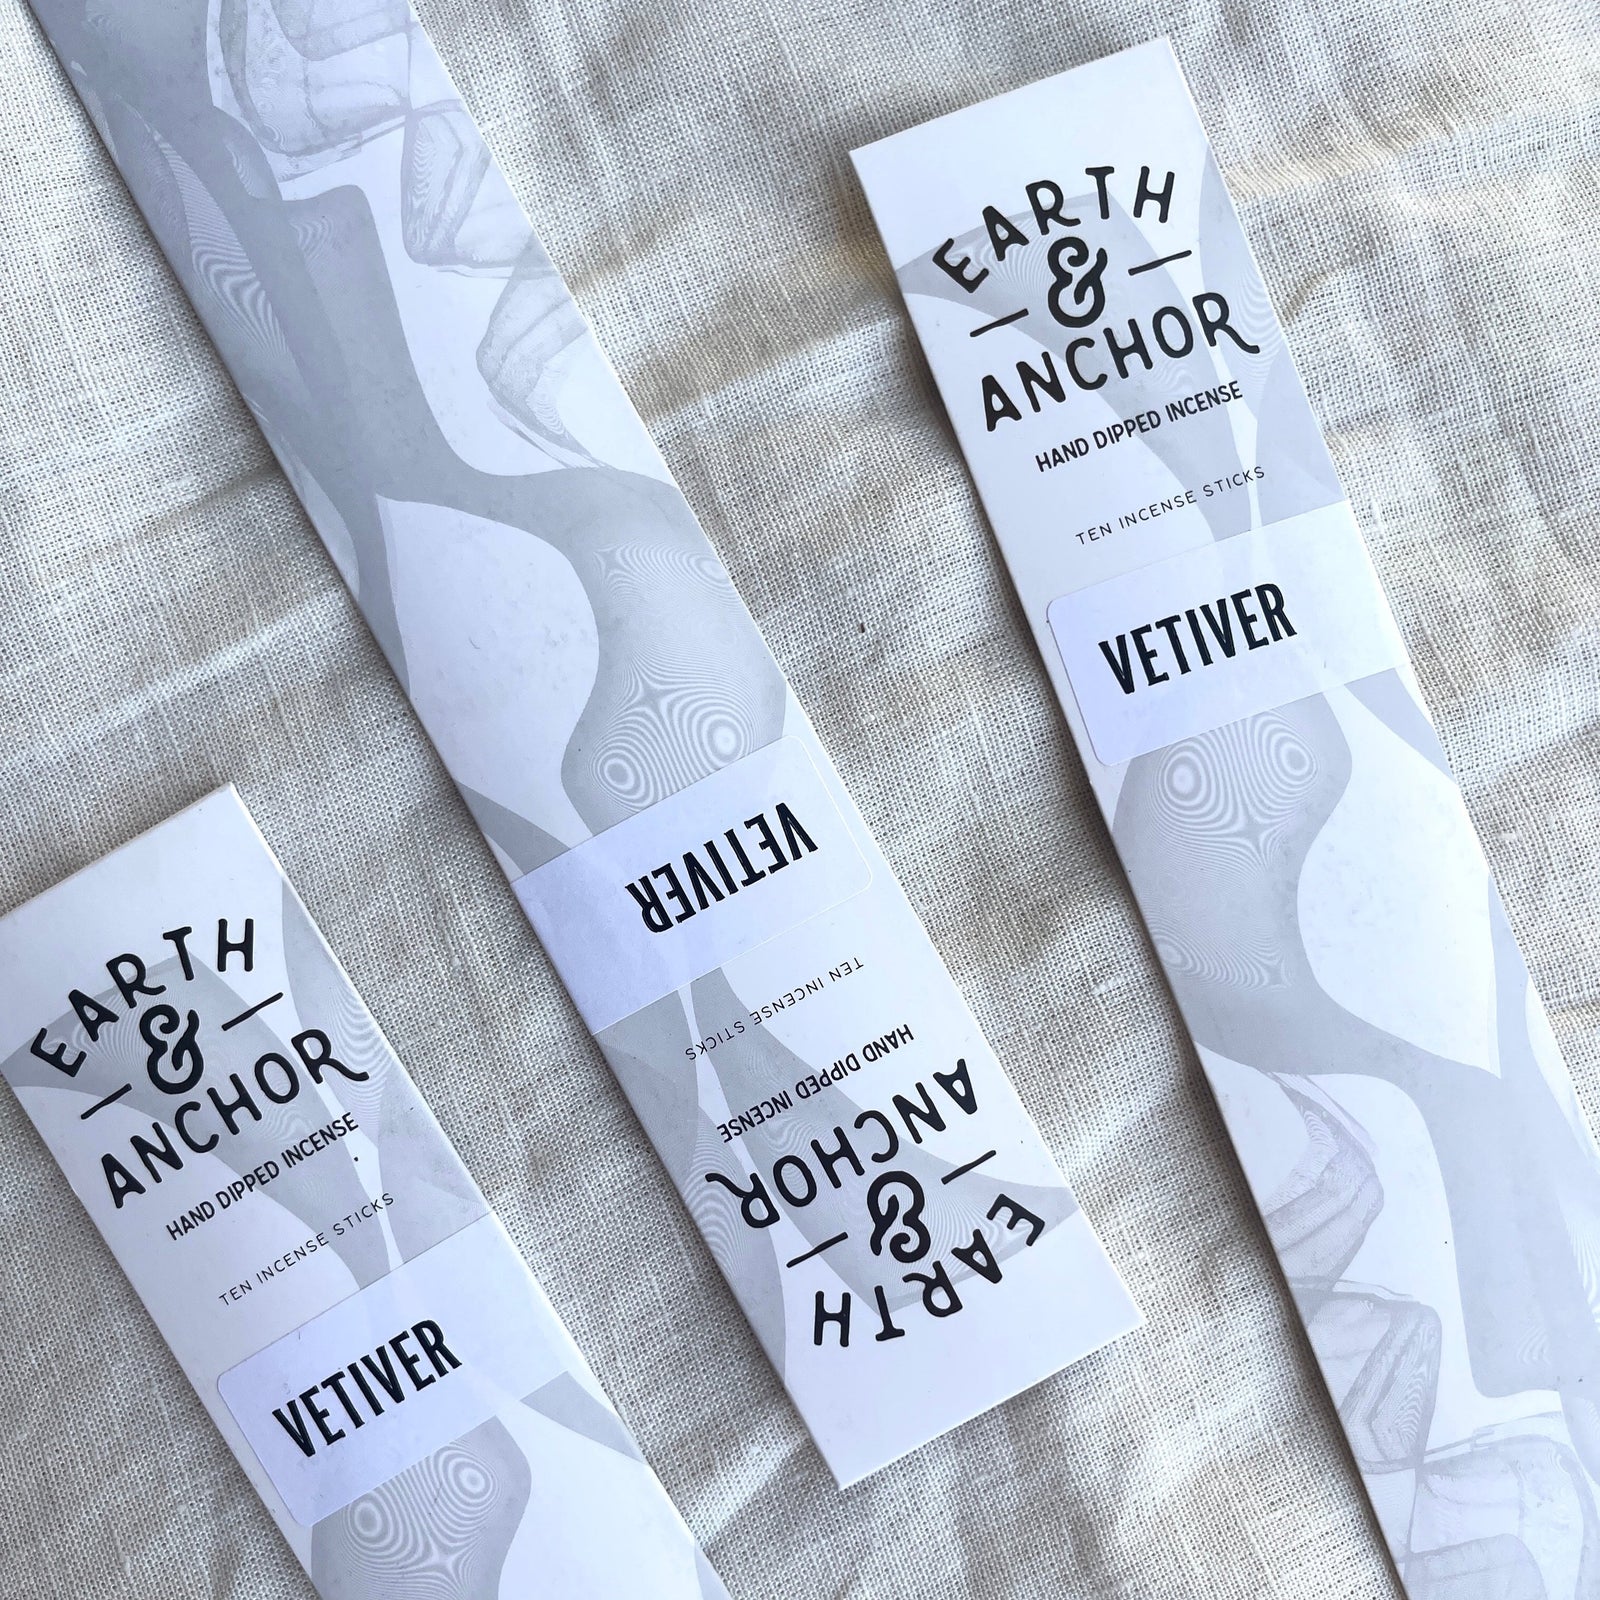 EARTH
&
ANCHOR
HAND DIPPED INCENSE
TEN INCENSE STICKS
VETIVER
EARTH
&
ANCHOR
HAND DIPPED INCENSE
TEN INCENSE STICKS
VETIVER
EARTH
&
ANCHOR
HAND DIPPED INCENSE
TEN INCENSE STICKS
VETIVER